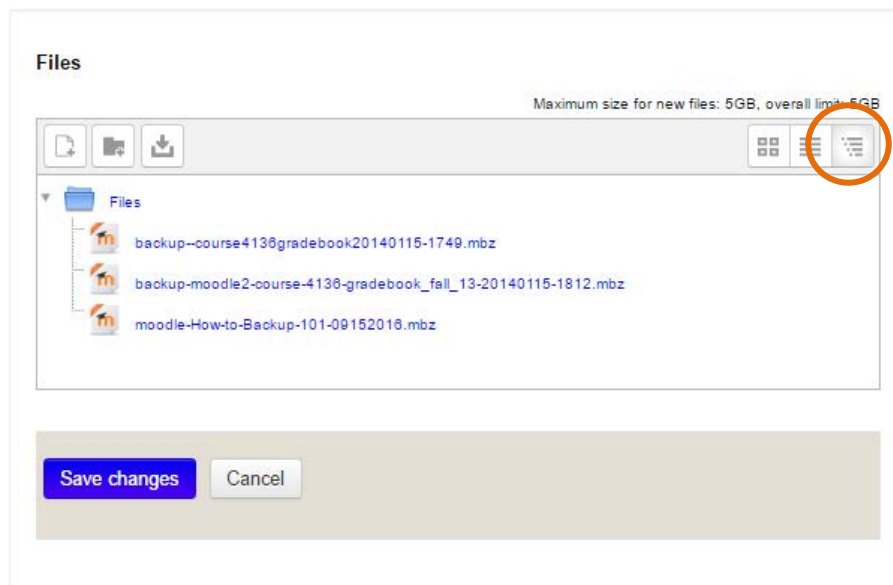 Files
Maximum size for new files: 5GB, overall limit: 5GB
Files
backup--course4136gradebook20140115-1749.mbz
backup-moodle2-course-4136-gradebook_fall_13-20140115-1812.mbz
moodle-How-to-Backup-101-09152016.mbz
Save changes Cancel